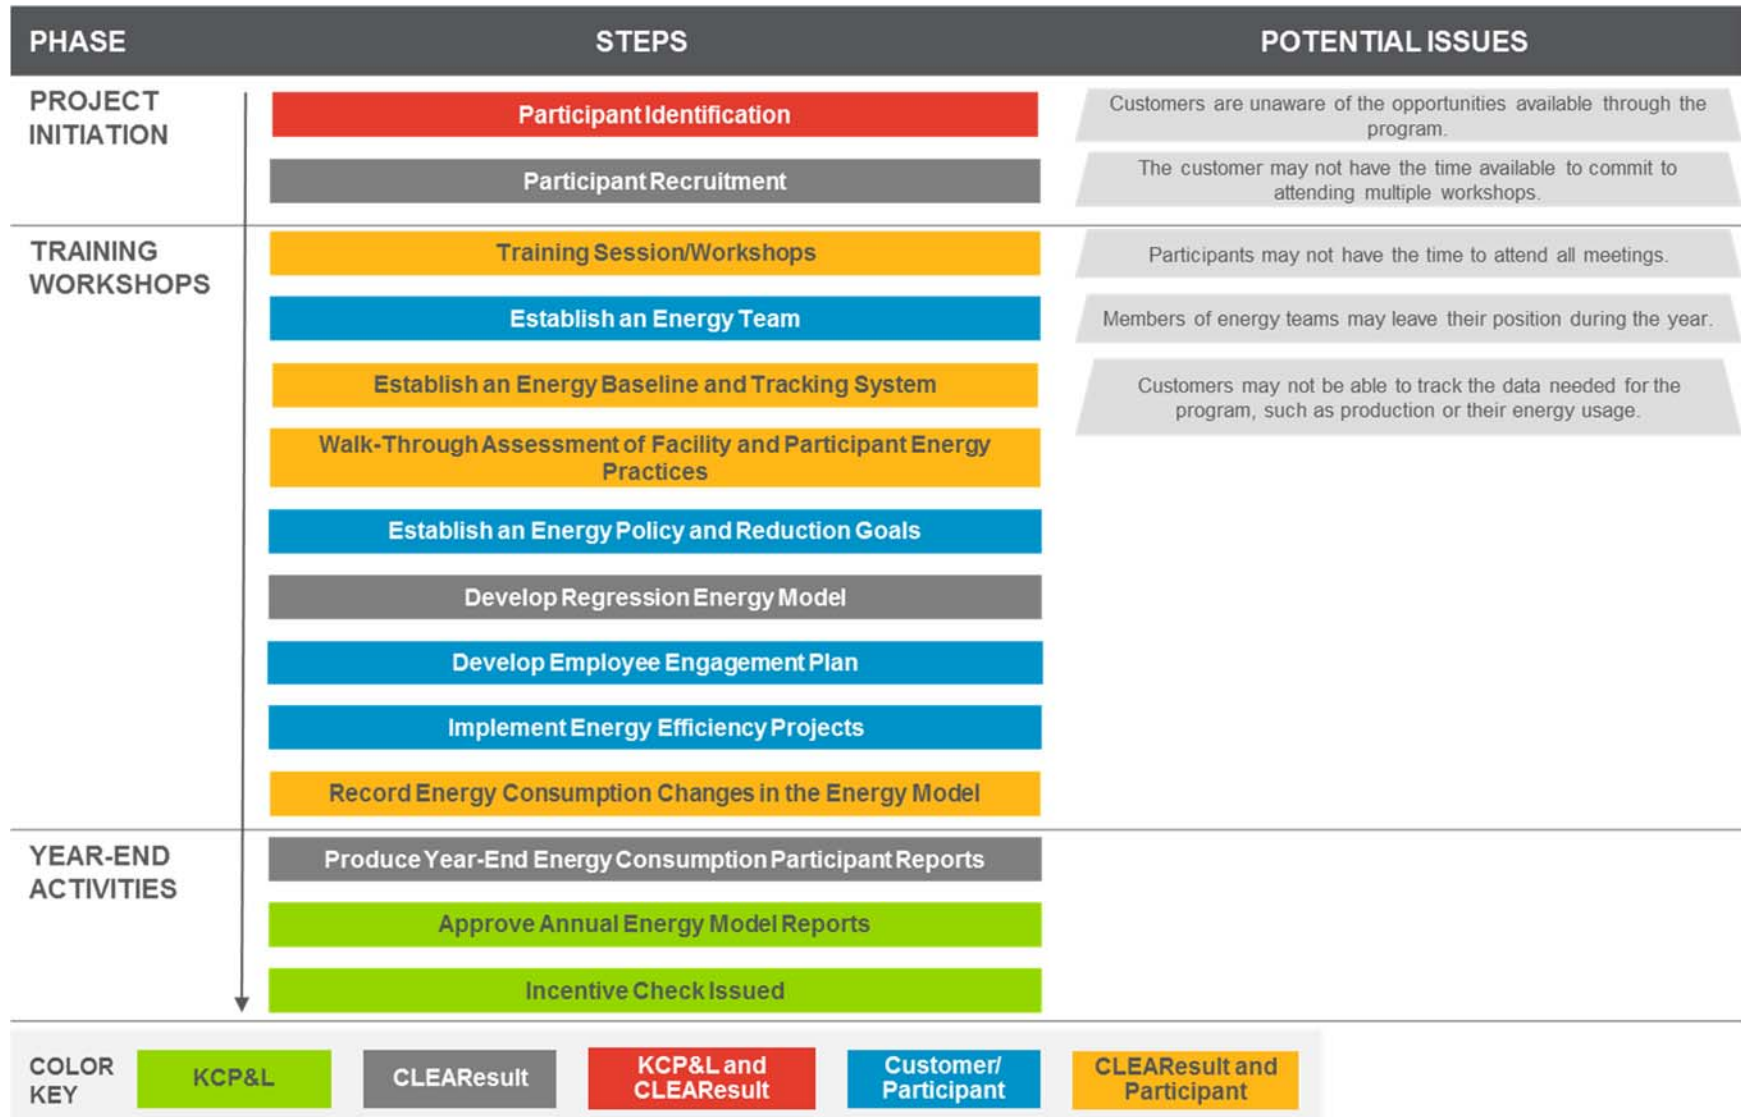 PHASE
STEPS
POTENTIAL ISSUES
PROJECT
INITIATION
Participant Identification
Customers are unaware of the opportunities available through the
program.
Participant Recruitment
The customer may not have the time available to commit to
attending multiple workshops.
TRAINING
WORKSHOPS
Training Session/Workshops
Participants may not have the time to attend all meetings.
Establish an Energy Team
Members of energy teams may leave their position during the year.
Establish an Energy Baseline and Tracking System
Customers may not be able to track the data needed for the
program, such as production or their energy usage.
Walk-Through Assessment of Facility and Participant Energy
Practices
Establish an Energy Policy and Reduction Goals
Develop Regression Energy Model
Develop Employee Engagement Plan
Implement Energy Efficiency Projects
Record Energy Consumption Changes in the Energy Model
YEAR-END
ACTIVITIES
Produce Year-End Energy Consumption Participant Reports
Approve Annual Energy Model Reports
Incentive Check Issued
COLOR
KEY
KCP&L
CLEAResult
KCP&L and
CLEAResult
Customer/
Participant
CLEAResult and
Participant